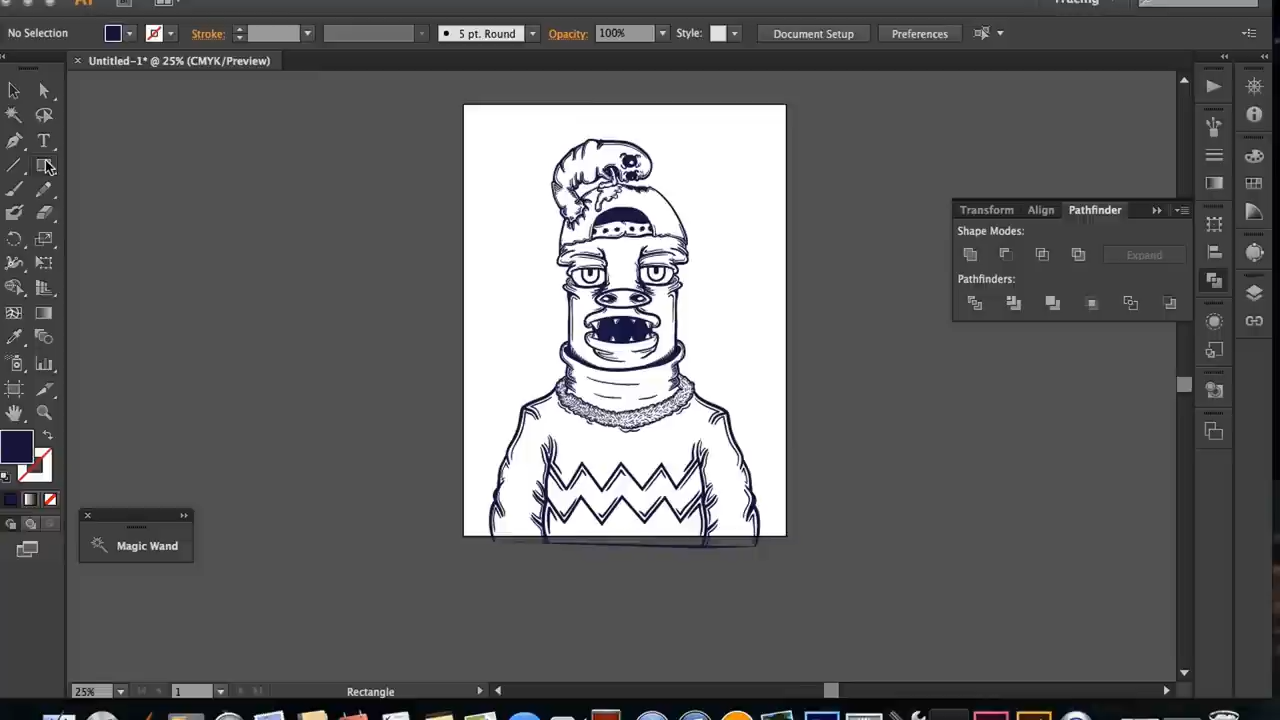 Tracing
No Selection
Stroke:
5 pt. Round
Opacity:
100%
Style:
Document Setup
Preferences
× Untitled-1* @ 25% (CMYK/Preview)
T
Transform Align Pathfinder
Shape Modes:
Expand
Pathfinders:
Magic Wand
25%
1
Rectangle